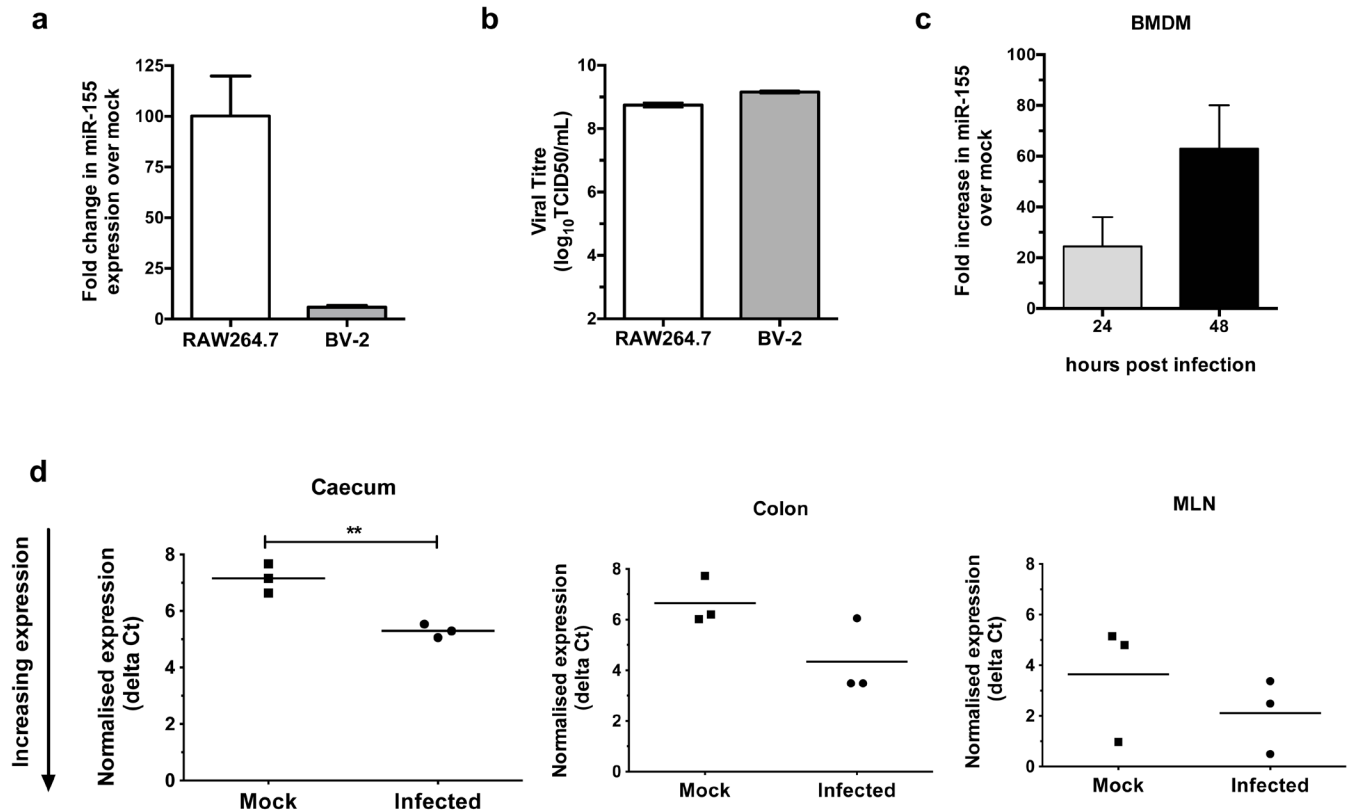 a
Fold change in miR-155
expression over mock
125
100
75
50
25
0
RAW264.7 BV-2
b
Viral Titre
(log10TCID50/mL)
10
8
6
4
2
RAW264.7 BV-2
c
BMDM
Fold increase in miR-155
over mock
100
80
60
40
20
0
24 48
hours post infection
d
Increasing expression
Caecum
**
Normalised expression
(delta Ct)
8
6
4
2
0
Mock Infected
Colon
Normalised expression
(delta Ct)
8
6
4
2
0
Mock Infected
MLN
Normalised expression
(delta Ct)
8
6
4
2
0
Mock Infected